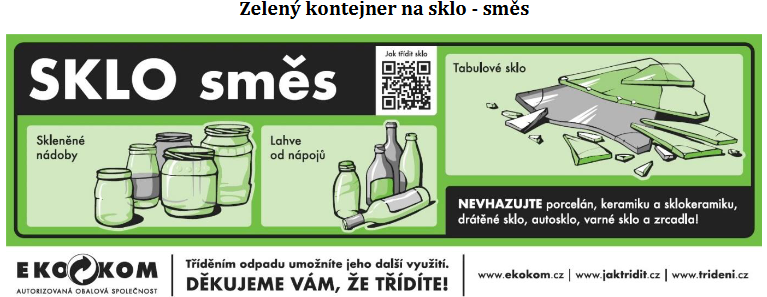 Zelený kontejner na sklo - směs
SKLO směs
Jak třídit sklo
Tabulové sklo
Skleněné
nádoby
Lahve
od nápojů
NEVHAZUJTE porcelán, keramiku a sklokeramiku,
drátěné sklo, autosklo, varné sklo a zrcadla!
EKO KOM
AUTORIZOVANÁ OBALOVÁ SPOLEČNOST
Tříděním odpadu umožníte jeho další využití.
DĚKUJEME VÁM, ŽE TŘÍDÍTE!
www.ekokom.cz | www.jaktridit.cz | www.trideni.cz